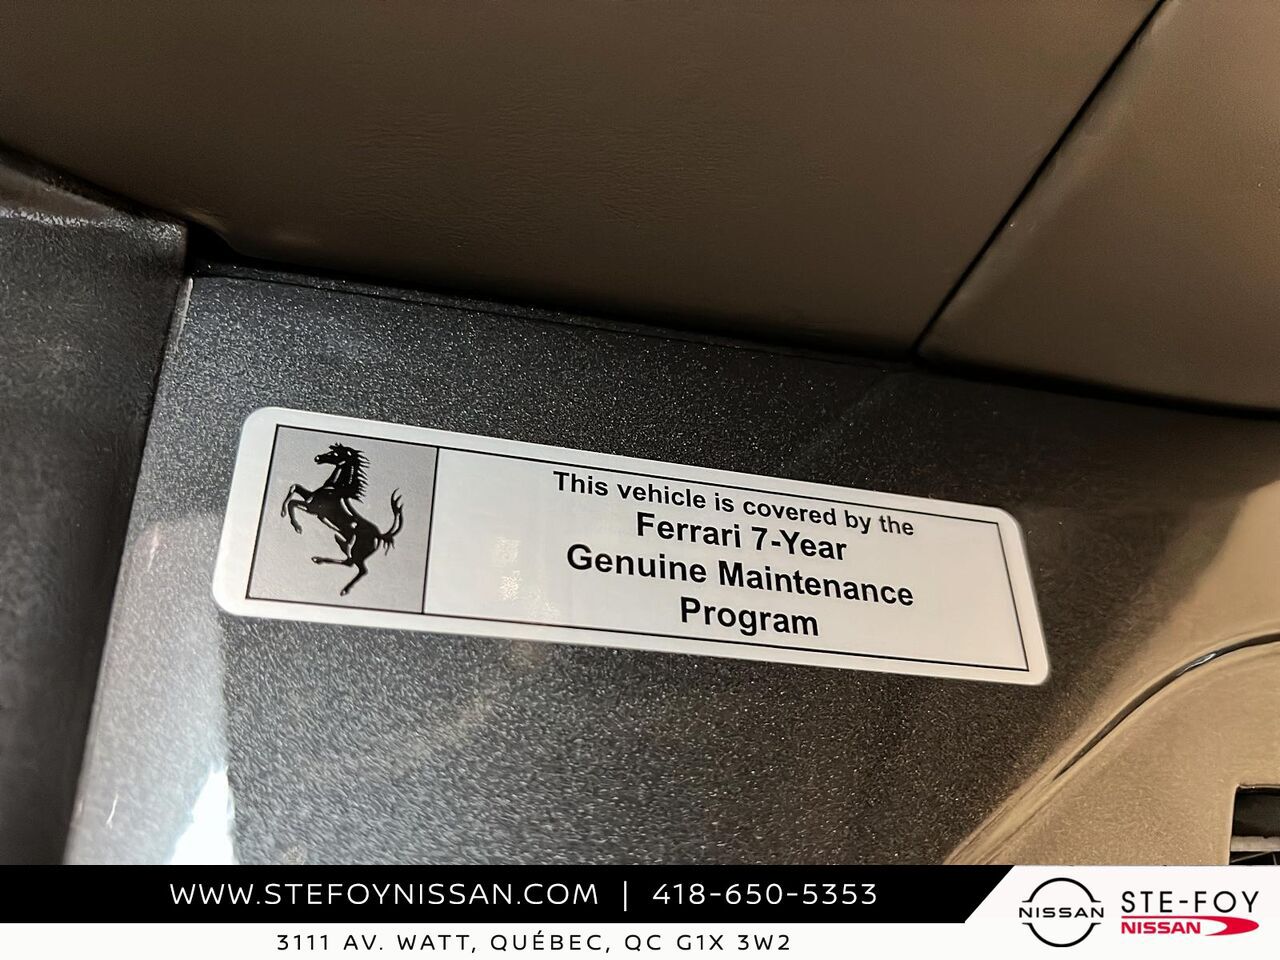 This vehicle is covered by the
Ferrari 7-Year
Genuine Maintenance
Program
WWW.STEFOYNISSAN.COM | 418-650-5353
3111 AV. WATT, QUÉBEC, QC G1X 3W2
NISSAN
STE-FOY
NISSAN